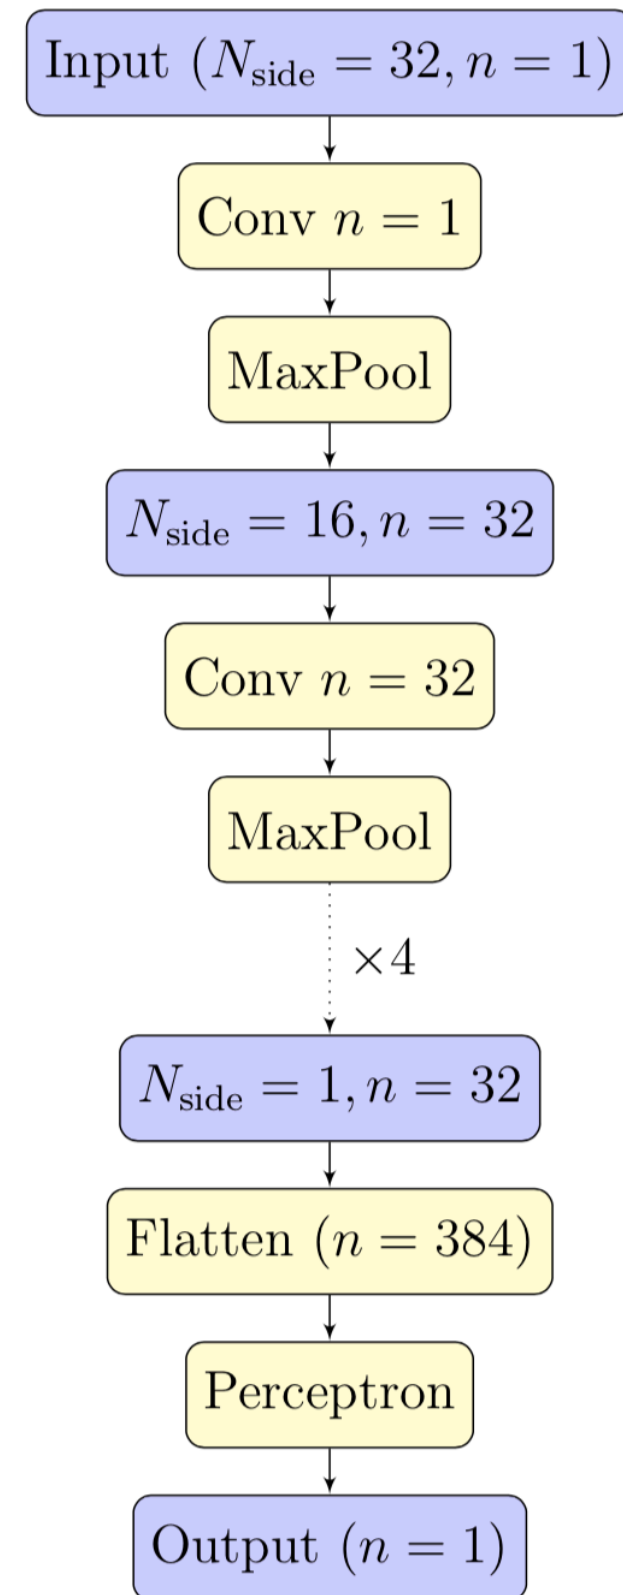 Input (N_side = 32, n = 1)
Conv n = 1
MaxPool
N_side = 16, n = 32
Conv n = 32
MaxPool
×4
N_side = 1, n = 32
Flatten (n = 384)
Perceptron
Output (n = 1)